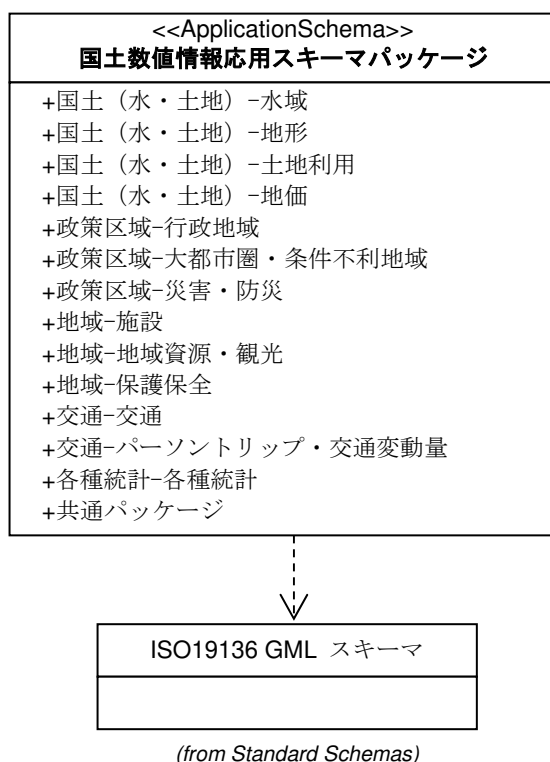 <<ApplicationSchema>>
国土数値情報応用スキーマパッケージ
+国土（水・土地）-水域
+国土（水・土地）-地形
+国土（水・土地）-土地利用
+国土（水・土地）-地価
+政策区域-行政地域
+政策区域-大都市圏・条件不利地域
+政策区域-災害・防災
+地域-施設
+地域-地域資源・観光
+地域-保護保全
+交通-交通
+交通-パーソントリップ・交通変動量
+各種統計-各種統計
+共通パッケージ
ISO19136 GML スキーマ
(from Standard Schemas)